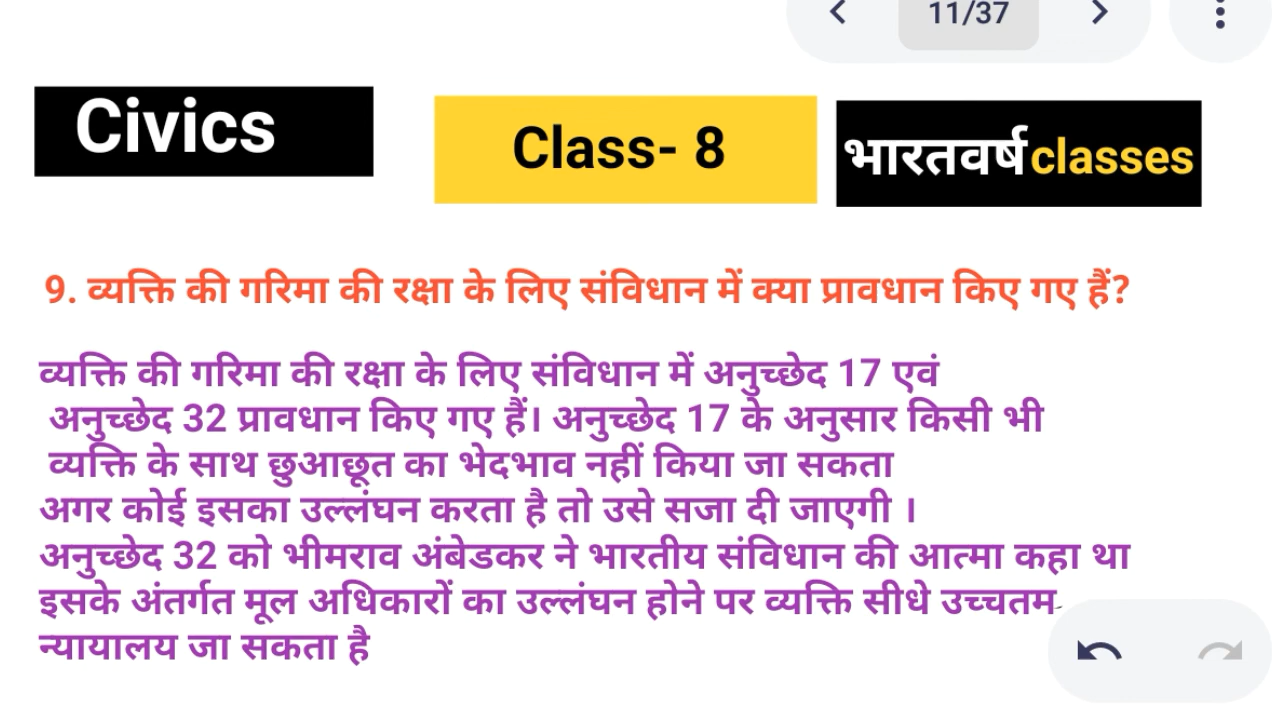 11/37
Civics
Class- 8
भारतवर्षclasses
9. व्यक्ति की गरिमा की रक्षा के लिए संविधान में क्या प्रावधान किए गए हैं?
व्यक्ति की गरिमा की रक्षा के लिए संविधान में अनुच्छेद 17 एवं
अनुच्छेद 32 प्रावधान किए गए हैं। अनुच्छेद 17 के अनुसार किसी भी
व्यक्ति के साथ छुआछूत का भेदभाव नहीं किया जा सकता
अगर कोई इसका उल्लंघन करता है तो उसे सजा दी जाएगी ।
अनुच्छेद 32 को भीमराव अंबेडकर ने भारतीय संविधान की आत्मा कहा था
इसके अंतर्गत मूल अधिकारों का उल्लंघन होने पर व्यक्ति सीधे उच्चतम
न्यायालय जा सकता है